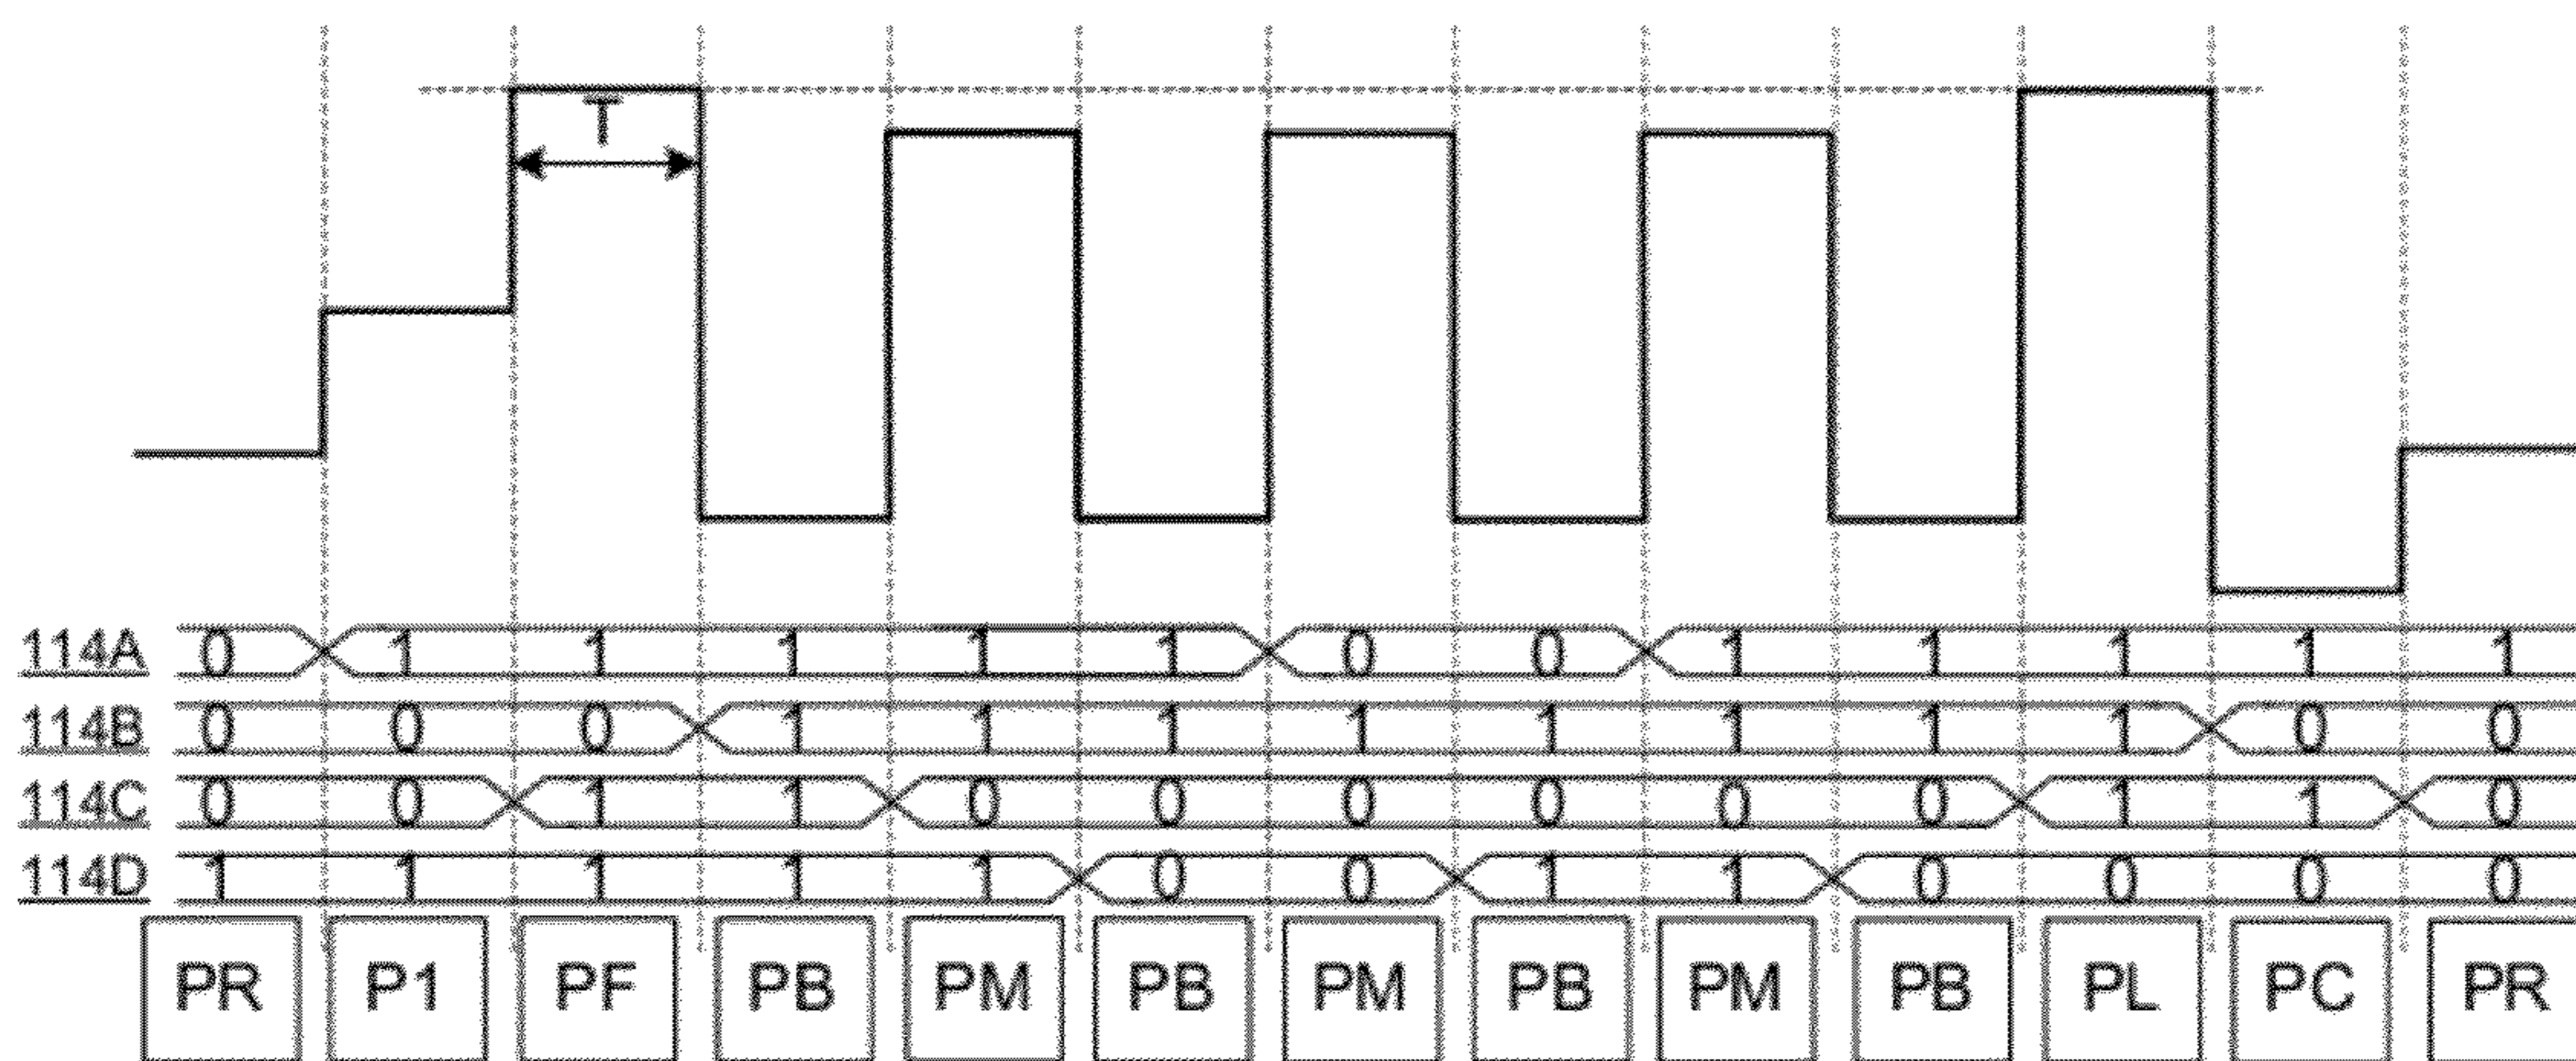 T
114A 0 1 1 1 1 1 0 0 1 1 1 1 1
114B 0 0 0 1 1 1 1 1 1 1 1 0 0
114C 0 0 1 1 0 0 0 0 0 0 1 1 0
114D 1 1 1 1 1 0 0 1 1 0 0 0 0
PR P1 PF PB PM PB PM PB PM PB PL PC PR